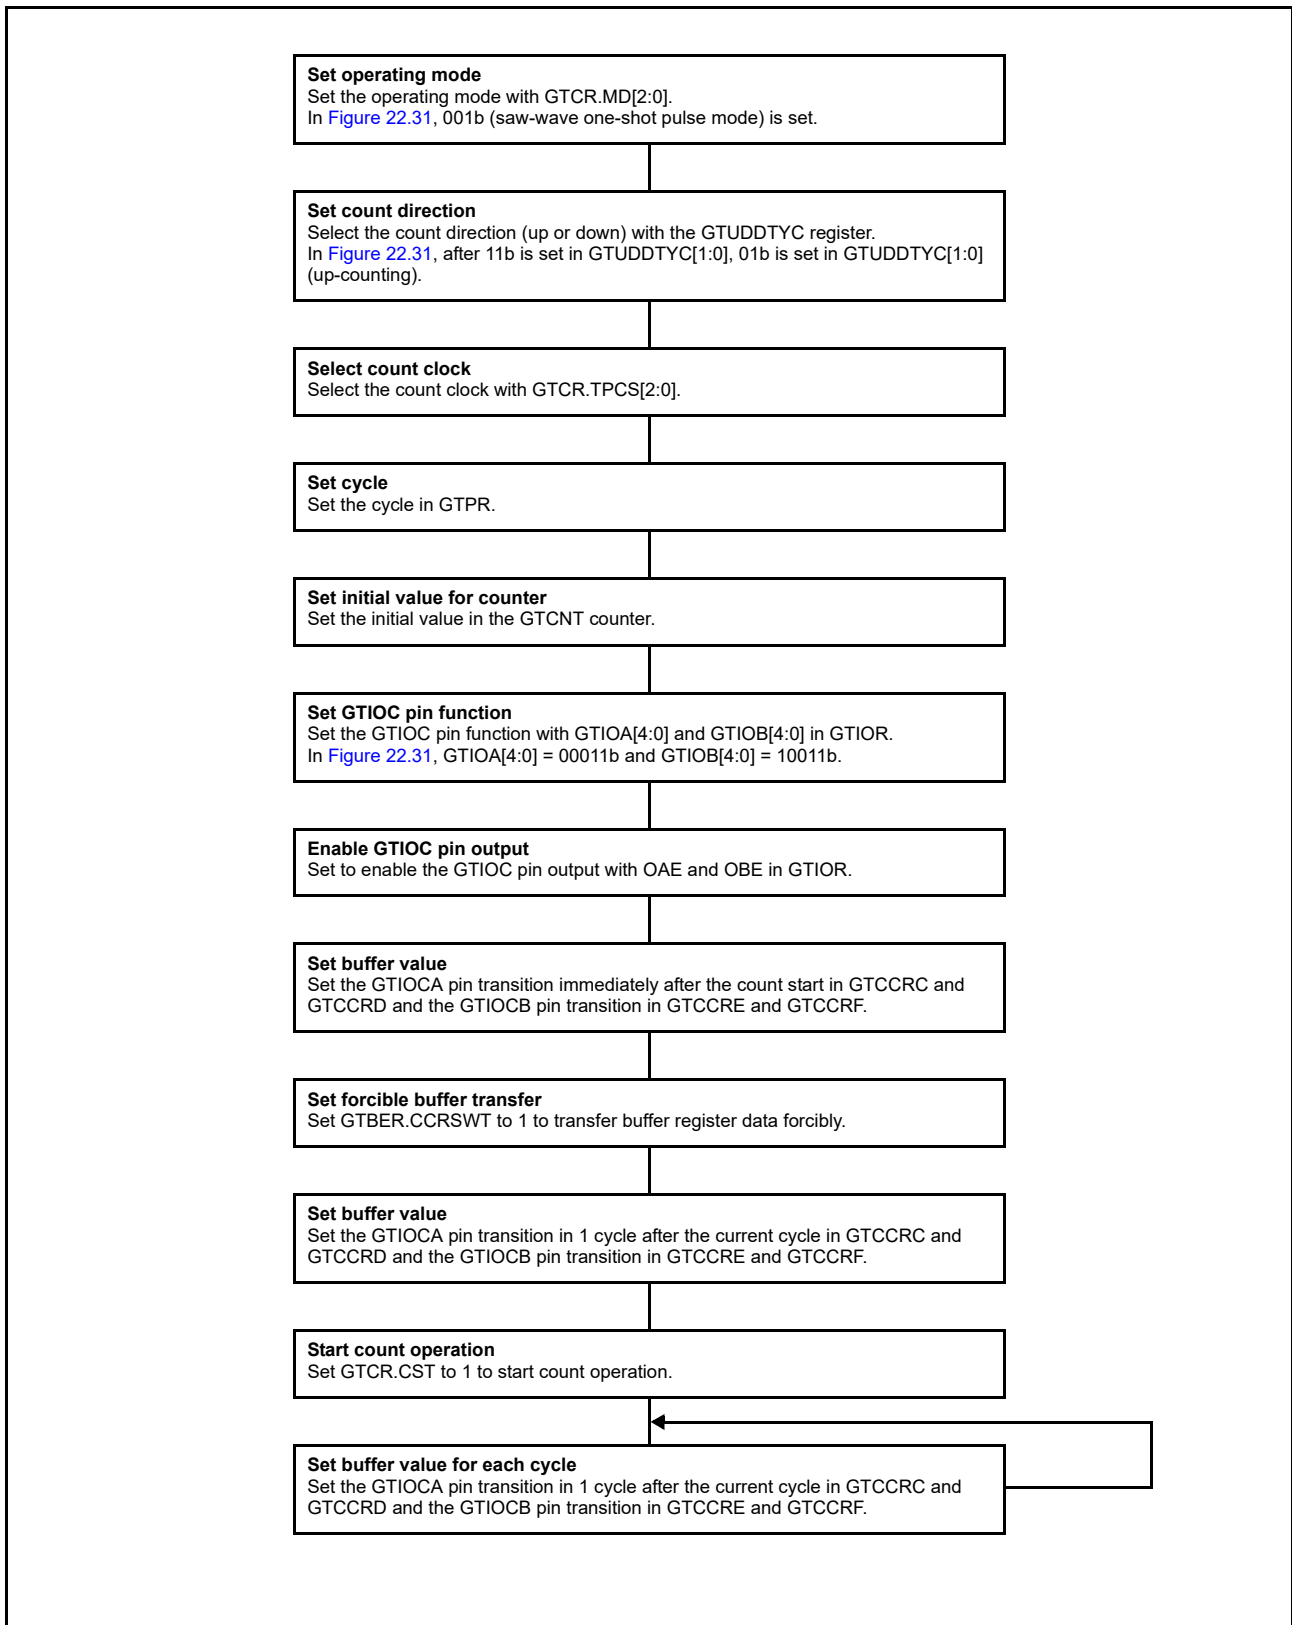 Set operating mode
Set the operating mode with GTCR.MD[2:0].
In Figure 22.31, 001b (saw-wave one-shot pulse mode) is set.
Set count direction
Select the count direction (up or down) with the GTUDDTYC register.
In Figure 22.31, after 11b is set in GTUDDTYC[1:0], 01b is set in GTUDDTYC[1:0]
(up-counting).
Select count clock
Select the count clock with GTCR.TPCS[2:0].
Set cycle
Set the cycle in GTPR.
Set initial value for counter
Set the initial value in the GTCNT counter.
Set GTIOC pin function
Set the GTIOC pin function with GTIOA[4:0] and GTIOB[4:0] in GTIOR.
In Figure 22.31, GTIOA[4:0] = 00011b and GTIOB[4:0] = 10011b.
Enable GTIOC pin output
Set to enable the GTIOC pin output with OAE and OBE in GTIOR.
Set buffer value
Set the GTIOCA pin transition immediately after the count start in GTCCRC and
GTCCRD and the GTIOCB pin transition in GTCCRE and GTCCRF.
Set forcible buffer transfer
Set GTBER.CCRSWT to 1 to transfer buffer register data forcibly.
Set buffer value
Set the GTIOCA pin transition in 1 cycle after the current cycle in GTCCRC and
GTCCRD and the GTIOCB pin transition in GTCCRE and GTCCRF.
Start count operation
Set GTCR.CST to 1 to start count operation.
Set buffer value for each cycle
Set the GTIOCA pin transition in 1 cycle after the current cycle in GTCCRC and
GTCCRD and the GTIOCB pin transition in GTCCRE and GTCCRF.